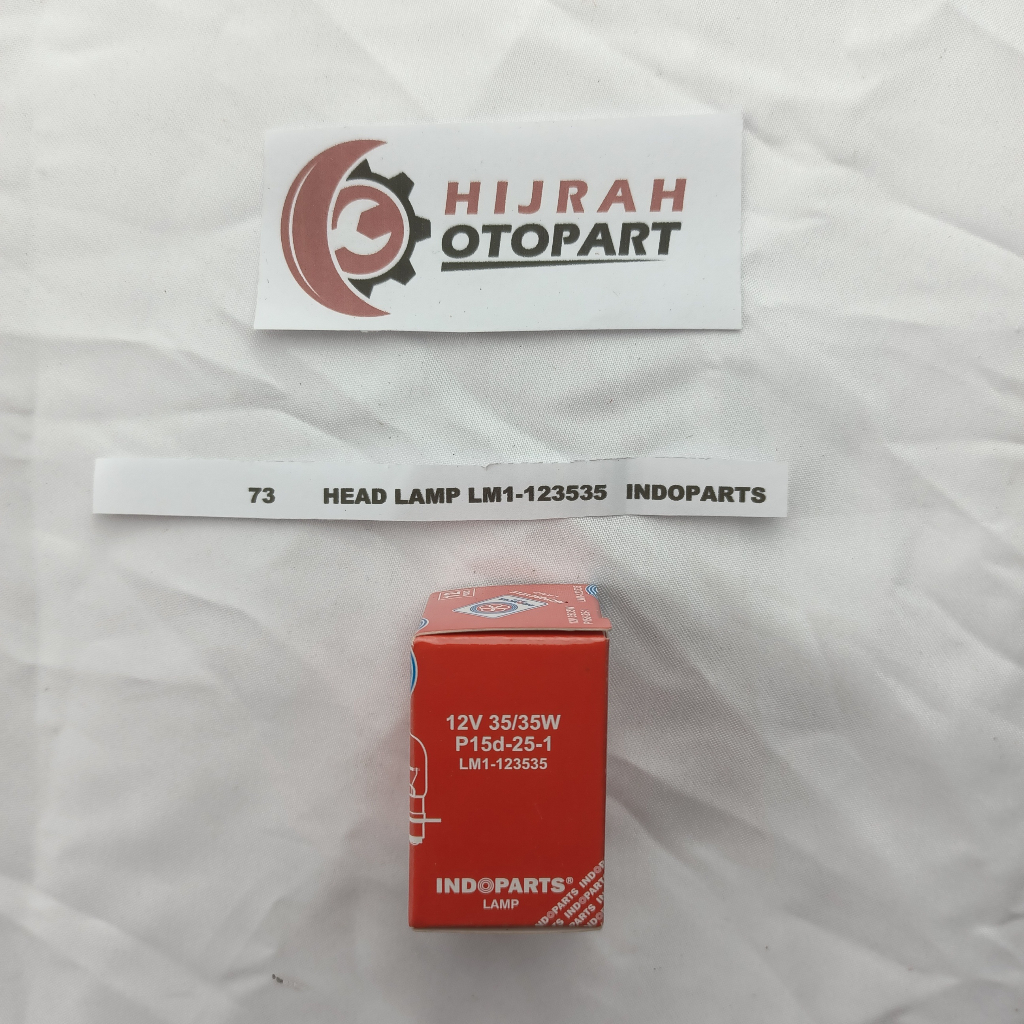 HIJRAH
OTOPART
73 HEAD LAMP LM1-123535 INDOPARTS
12V 35/35W
P15d-25-1
LM1-123535
INDOPARTS®
LAMP